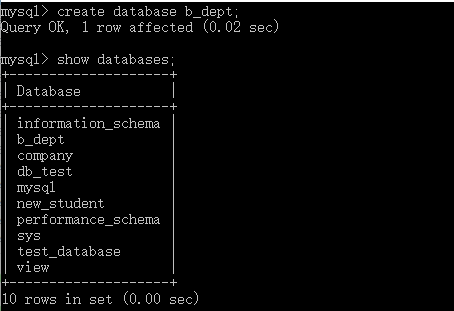 mysql> create database b_dept;
Query OK, 1 row affected (0.02 sec)
mysql> show databases;
+--------------------+
| Database           |
+--------------------+
| information_schema |
| b_dept             |
| company            |
| db_test            |
| mysql              |
| new_student        |
| performance_schema |
| sys                |
| test_database      |
| view               |
+--------------------+
10 rows in set (0.00 sec)